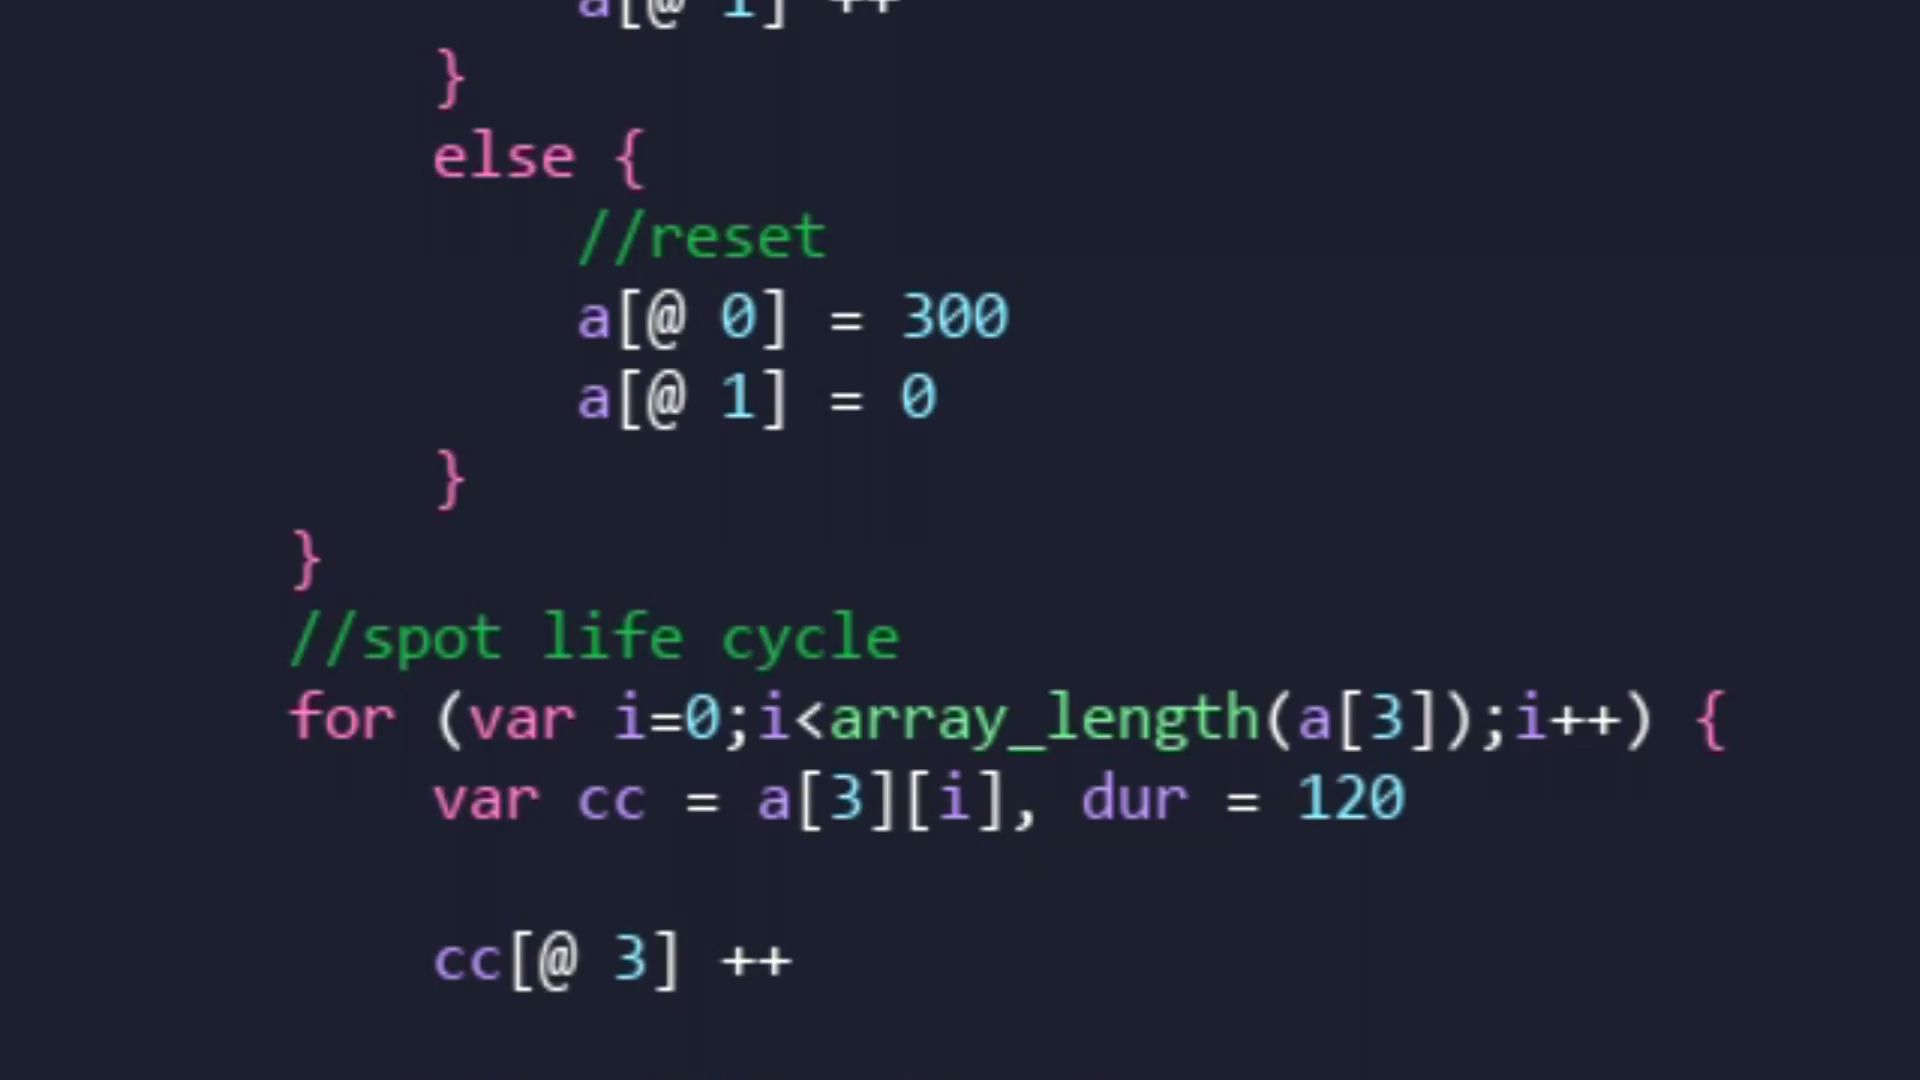 a[@ 1] ++
}
else {
//reset
a[@ 0] = 300
a[@ 1] = 0
}
}
//spot life cycle
for (var i=0;i<array_length(a[3]);i++) {
var cc = a[3][i], dur = 120
cc[@ 3] ++